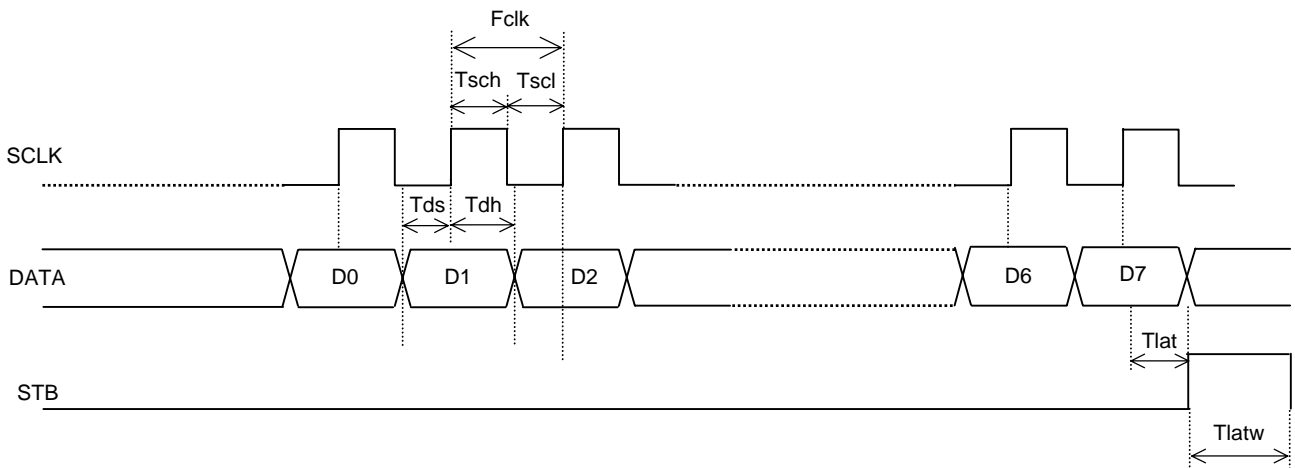 Fclk
Tsch Tscl
SCLK
Tds Tdh
DATA D0 D1 D2 D6 D7
Tlat
STB
Tlatw